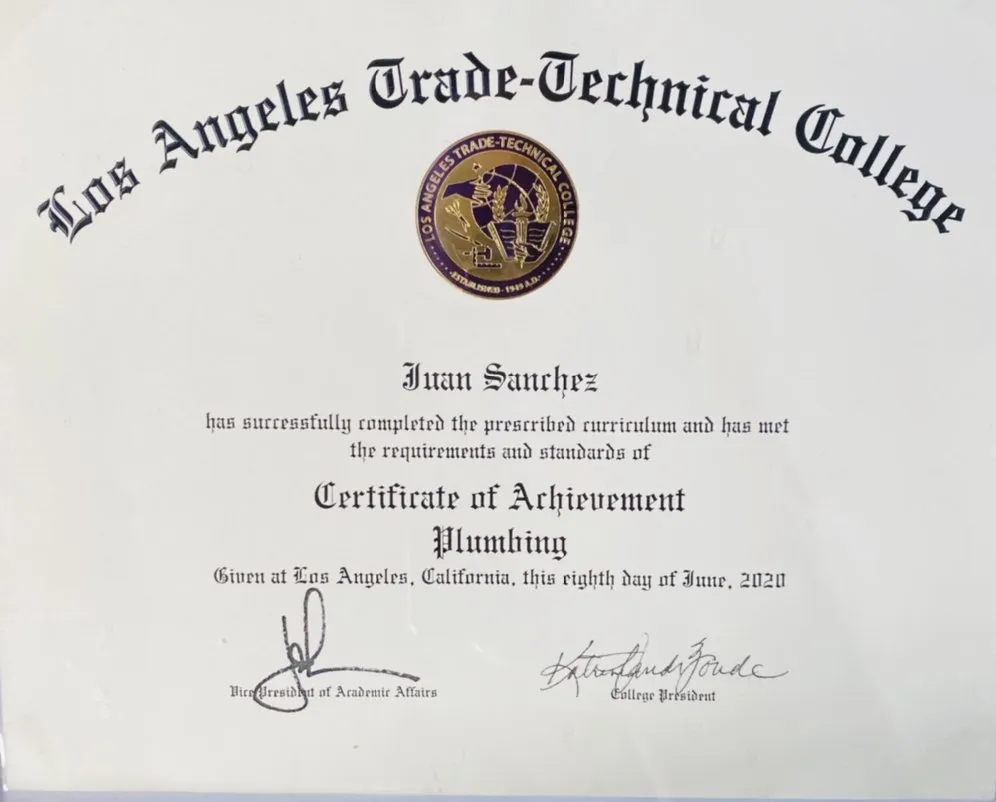 Los Angeles Trade-Technical College
LOS ANGELES TRADE-TECHNICAL COLLEGE
ESTABLISHED - 1949 A.D.
Juan Sanchez
has successfully completed the prescribed curriculum and has met
the requirements and standards of
Certificate of Achievement
Plumbing
Given at Los Angeles, California, this eighth day of June, 2020
Vice President of Academic Affairs
College President